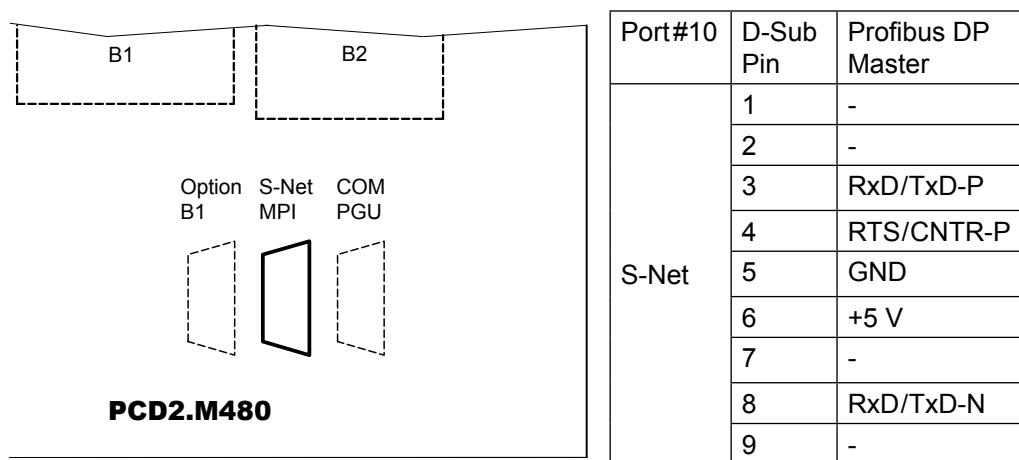 B1
B2
Option S-Net COM
B1 MPI PGU
PCD2.M480
Port#10 D-Sub Pin Profibus DP Master
S-Net
1 -
2 -
3 RxD/TxD-P
4 RTS/CNTR-P
5 GND
6 +5 V
7 -
8 RxD/TxD-N
9 -